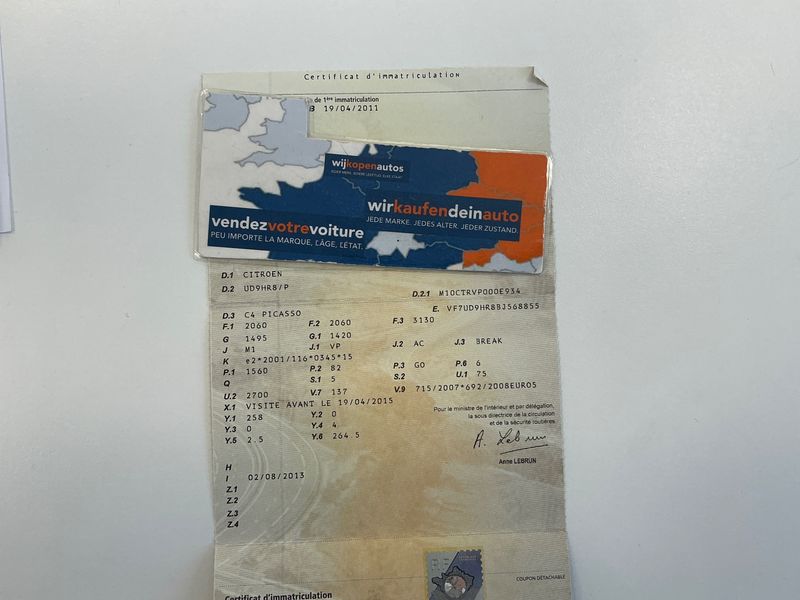 Certificat d'immatriculation
de 1ère immatriculation
B 19/04/2011
wijkopenautos
wirkaufendeinauto
JEDE MARKE. JEDES ALTER. JEDER ZUSTAND.
vendezvotrevoiture
PEU IMPORTE LA MARQUE, L'ÂGE, L'ÉTAT.
D.1 CITROEN
D.2 UD9HR8/P
D.2.1 M10CTRVP000E934
D.3 C4 PICASSO
E. VF7UD9HR8BJ568855
F.1 2060 F.2 2060 F.3 3130
G 1495 G.1 1420
J M1 J.1 VP J.2 AC J.3 BREAK
K e2*2001/116*0345*15
P.1 1560 P.2 82 P.3 GO P.6 6
Q S.1 5 S.2 U.1 75
U.2 2700 V.7 137 V.9 715/2007*692/2008EURO5
X.1 VISITE AVANT LE 19/04/2015
Y.1 258 Y.2 0
Y.3 0 Y.4 4
Y.5 2.5 Y.6 264.5
Pour le ministre de l'intérieur et par délégation,
la sous directrice de la circulation
et de la sécurité routières
A. Lebrun
Anne LEBRUN
H
I 02/08/2013
Z.1
Z.2
Z.3
Z.4
COUPON DÉTACHABLE
Certificat d'immatriculation